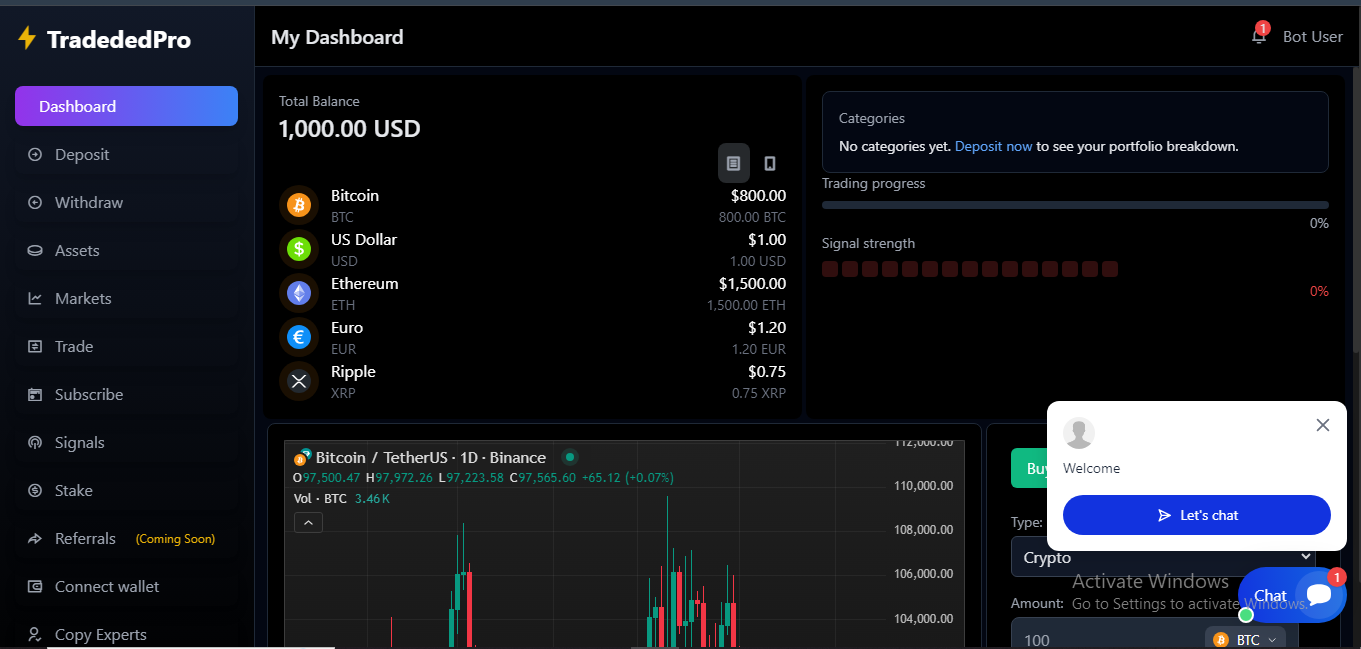 TradededPro
Dashboard
Deposit
Withdraw
Assets
Markets
Trade
Subscribe
Signals
Stake
Referrals (Coming Soon)
Connect wallet
Copy Experts
My Dashboard
1
Bot User
Total Balance
1,000.00 USD
Bitcoin $800.00
BTC 800.00 BTC
US Dollar $1.00
USD 1.00 USD
Ethereum $1,500.00
ETH 1,500.00 ETH
Euro $1.20
EUR 1.20 EUR
Ripple $0.75
XRP 0.75 XRP
Categories
No categories yet. Deposit now to see your portfolio breakdown.
Trading progress
0%
Signal strength
0%
Bitcoin / TetherUS · 1D · Binance
O97,500.47 H97,972.26 L97,223.58 C97,565.60 +65.12 (+0.07%)
Vol · BTC 3.46K
112,000.00
110,000.00
108,000.00
106,000.00
104,000.00
Buy
Type:
Crypto
Amount:
100 BTC
Welcome
Let's chat
Activate Windows
Go to Settings to activate Windows.
Chat
1